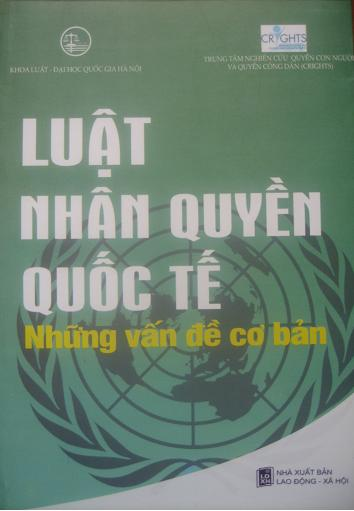 KHOA LUẬT - ĐẠI HỌC QUỐC GIA HÀ NỘI
CRIGHTS
TRUNG TÂM NGHIÊN CỨU QUYỀN CON NGƯỜI
VÀ QUYỀN CÔNG DÂN (CRIGHTS)
LUẬT
NHÂN QUYỀN
QUỐC TẾ
Những vấn đề cơ bản
NHÀ XUẤT BẢN
LAO ĐỘNG - XÃ HỘI